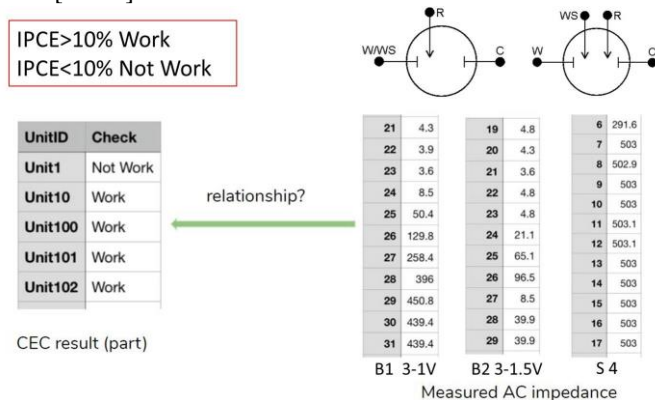 IPCE>10% Work
IPCE<10% Not Work
R
W/WS
C
WS
R
W
UnitID Check
Unit1 Not Work
Unit10 Work
Unit100 Work
Unit101 Work
Unit102 Work
CEC result (part)
relationship?
21 4.3
22 3.9
23 3.6
24 8.5
25 50.4
26 129.8
27 258.4
28 396
29 450.8
30 439.4
31 439.4
B1 3-1V
19 4.8
20 4.3
21 3.6
22 4.8
23 4.8
24 21.1
25 65.1
26 96.5
27 8.5
28 39.9
29 39.9
B2 3-1.5V
6 291.6
7 503
8 502.9
9 503
10 503
11 503.1
12 503.1
13 503
14 503
15 503
16 503
17 503
S 4
Measured AC impedance